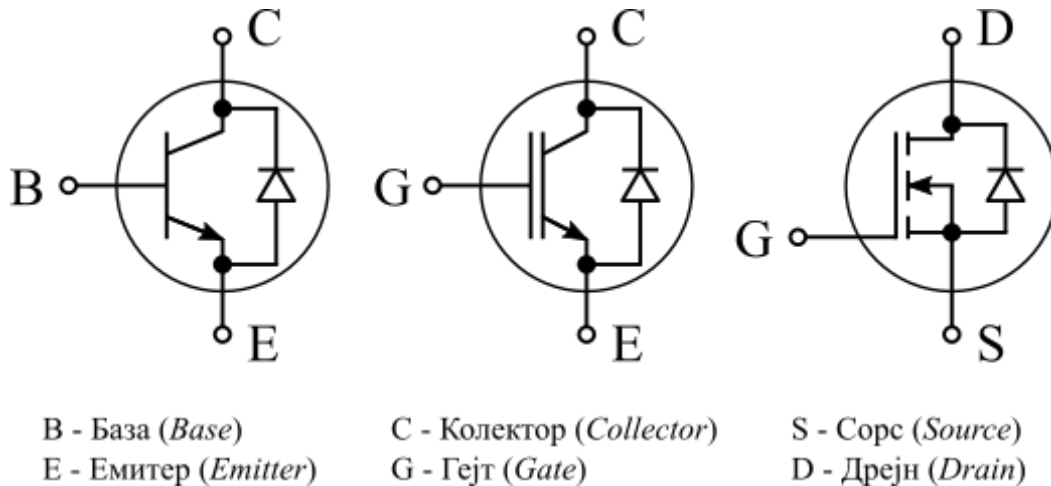 C C D
B G G
E E S
B - База (Base) C - Колектор (Collector) S - Сорс (Source)
E - Емитер (Emitter) G - Гејт (Gate) D - Дрејн (Drain)